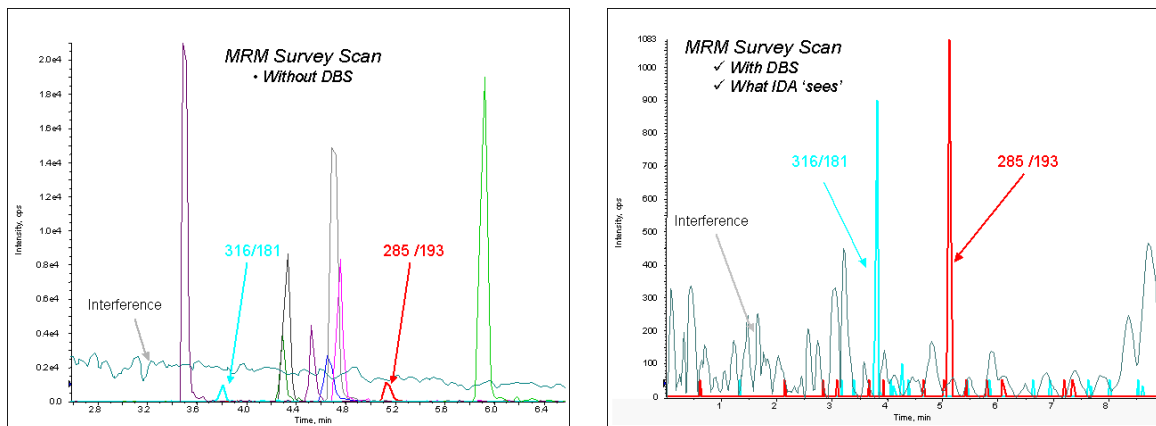 MRM Survey Scan
• Without DBS
2.0e4
1.8e4
1.6e4
1.4e4
1.2e4
1.0e4
0.8e4
0.6e4
0.4e4
0.2e4
0.0
Intensity, cps
316/181
285 /193
Interference
2.8 3.2 3.6 4.4 4.8 5.2 5.6 6.0 6.4
Time, min
MRM Survey Scan
✓ With DBS
✓ What IDA ‘sees’
1083
1000
900
800
700
600
500
400
300
200
100
0
Intensity, cps
316/181
285 /193
Interference
1 2 3 4 5 6 7 8
Time, min